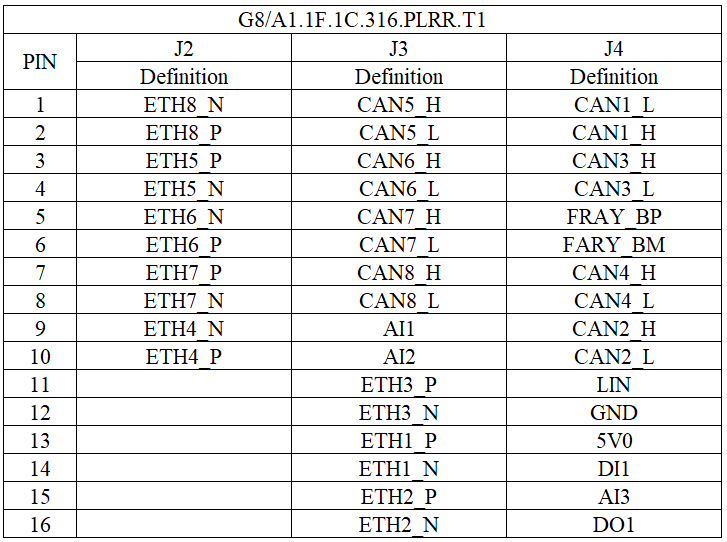 G8/A1.1F.1C.316.PLRR.T1
PIN J2 J3 J4
Definition Definition Definition
1 ETH8_N CAN5_H CAN1_L
2 ETH8_P CAN5_L CAN1_H
3 ETH5_P CAN6_H CAN3_H
4 ETH5_N CAN6_L CAN3_L
5 ETH6_N CAN7_H FRAY_BP
6 ETH6_P CAN7_L FARY_BM
7 ETH7_P CAN8_H CAN4_H
8 ETH7_N CAN8_L CAN4_L
9 ETH4_N AI1 CAN2_H
10 ETH4_P AI2 CAN2_L
11 ETH3_P LIN
12 ETH3_N GND
13 ETH1_P 5V0
14 ETH1_N DI1
15 ETH2_P AI3
16 ETH2_N DO1